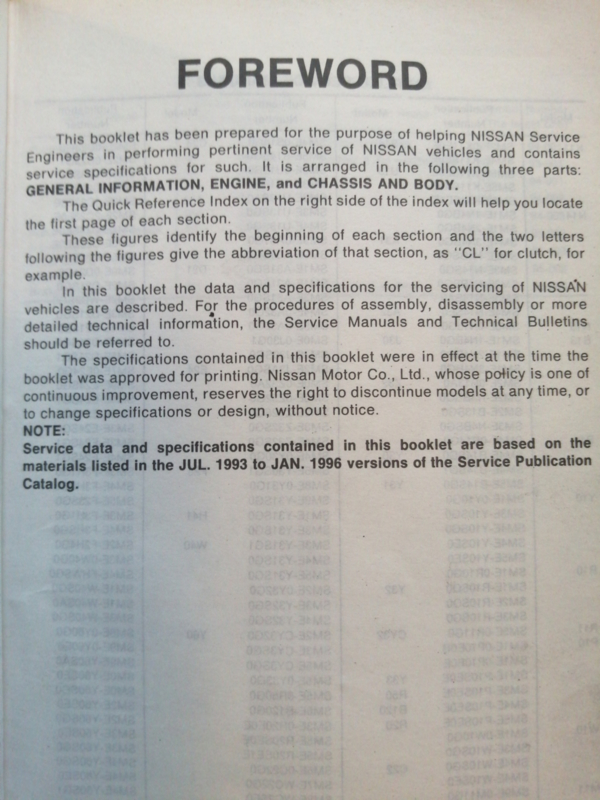 FOREWORD
This booklet has been prepared for the purpose of helping NISSAN Service
Engineers in performing pertinent service of NISSAN vehicles and contains
service specifications for such. It is arranged in the following three parts:
GENERAL INFORMATION, ENGINE, and CHASSIS AND BODY.
The Quick Reference Index on the right side of the index will help you locate
the first page of each section.
These figures identify the beginning of each section and the two letters
following the figures give the abbreviation of that section, as "CL" for clutch, for
example.
In this booklet the data and specifications for the servicing of NISSAN
vehicles are described. For the procedures of assembly, disassembly or more
detailed technical information, the Service Manuals and Technical Bulletins
should be referred to.
The specifications contained in this booklet were in effect at the time the
booklet was approved for printing. Nissan Motor Co., Ltd., whose policy is one of
continuous improvement, reserves the right to discontinue models at any time, or
to change specifications or design, without notice.
NOTE:
Service data and specifications contained in this booklet are based on the
materials listed in the JUL. 1993 to JAN. 1996 versions of the Service Publication
Catalog.